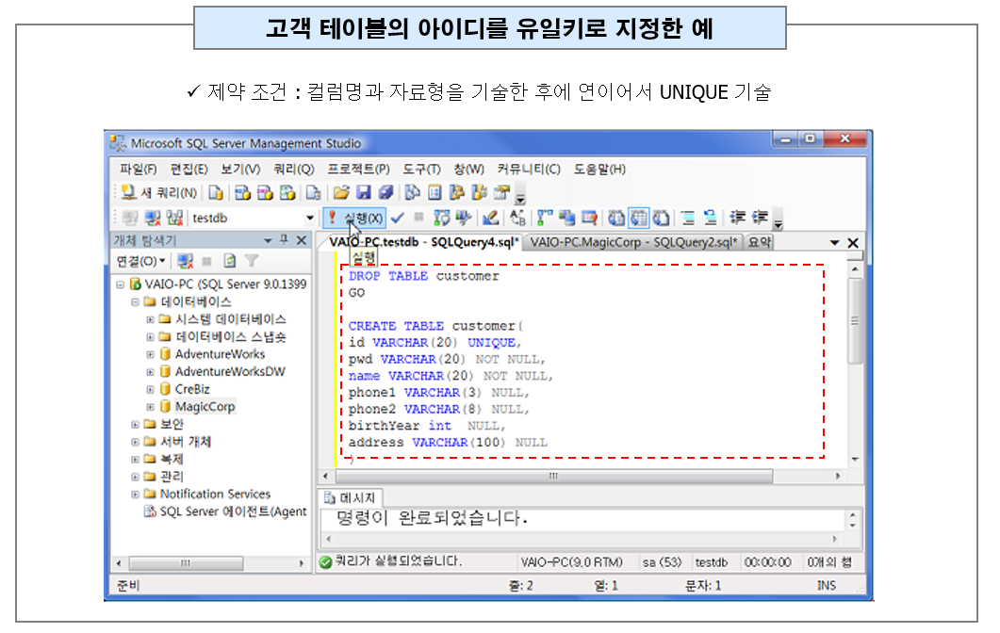 고객 테이블의 아이디를 유일키로 지정한 예
✓ 제약 조건 : 컬럼명과 자료형을 기술한 후에 연이어서 UNIQUE 기술
Microsoft SQL Server Management Studio
파일(F) 편집(E) 보기(V) 쿼리(Q) 프로젝트(P) 도구(T) 창(W) 커뮤니티(C) 도움말(H)
새 쿼리(N)
testdb 실행(X)
개체 탐색기
VAIO-PC.testdb - SQLQuery4.sql* VAIO-PC.MagicCorp - SQLQuery2.sql* 요약
실행
연결(O)
VAIO-PC (SQL Server 9.0.1399
데이터베이스
시스템 데이터베이스
데이터베이스 스냅숏
AdventureWorks
AdventureWorksDW
CreBiz
MagicCorp
보안
서버 개체
복제
관리
Notification Services
SQL Server 에이전트(Agent
DROP TABLE customer
GO
CREATE TABLE customer(
id VARCHAR(20) UNIQUE,
pwd VARCHAR(20) NOT NULL,
name VARCHAR(20) NOT NULL,
phone1 VARCHAR(3) NULL,
phone2 VARCHAR(8) NULL,
birthYear int  NULL,
address VARCHAR(100) NULL
)
메시지
명령이 완료되었습니다.
쿼리가 실행되었습니다. VAIO-PC(9.0 RTM) sa (53) testdb 00:00:00 0개의 행
준비 줄: 2 열: 1 문자: 1 INS